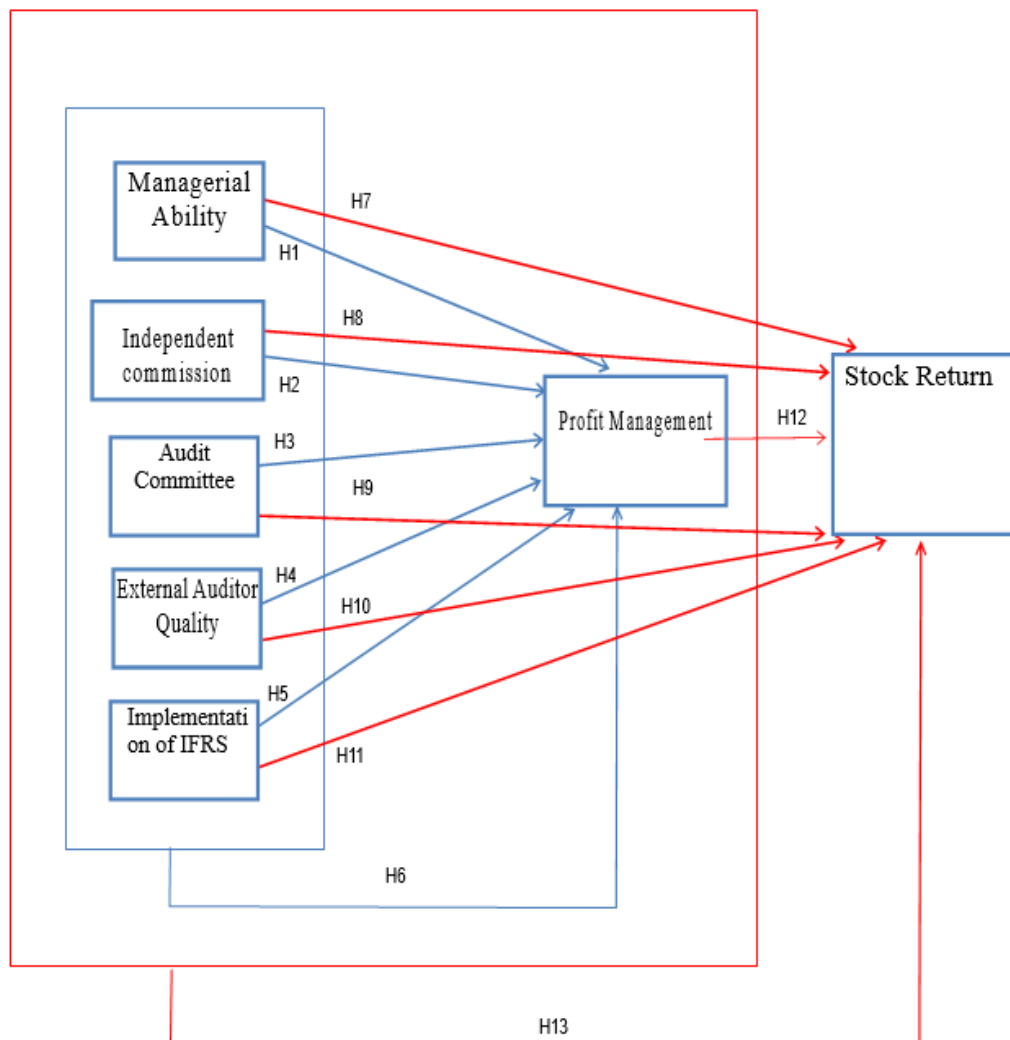 Managerial
Ability
H7
H1
Independent
commission
H8
H2
Stock Return
Profit Management
H12
Audit
Committee
H3
H9
External Auditor
Quality
H4
H10
Implementati
on of IFRS
H5
H11
H6
H13